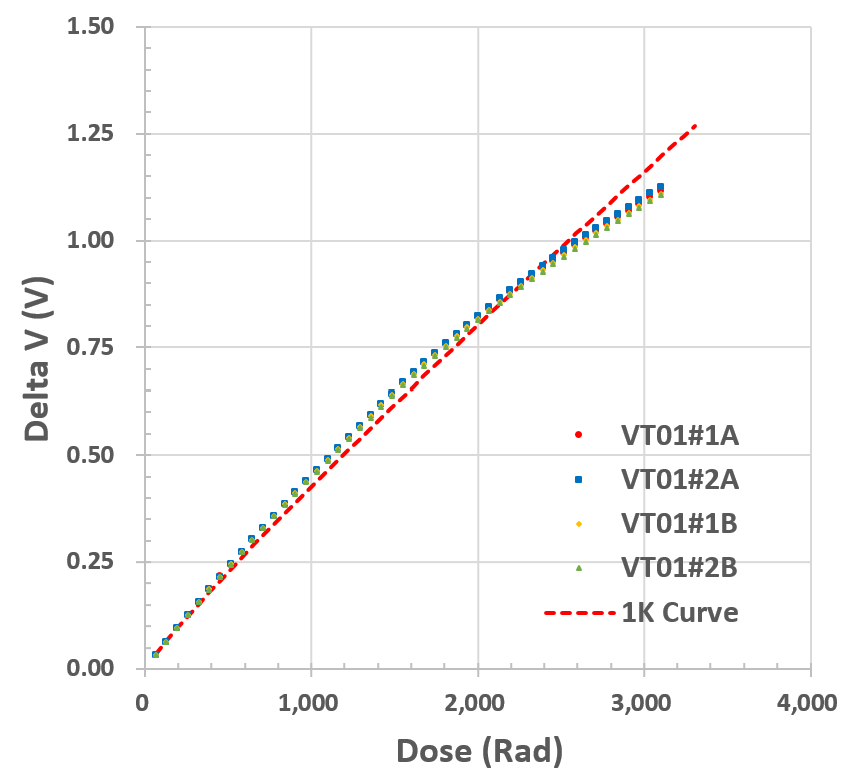 1.50
1.25
1.00
0.75
0.50
0.25
0.00
Delta V (V)
VT01#1A
VT01#2A
VT01#1B
VT01#2B
1K Curve
0 1,000 2,000 3,000 4,000
Dose (Rad)